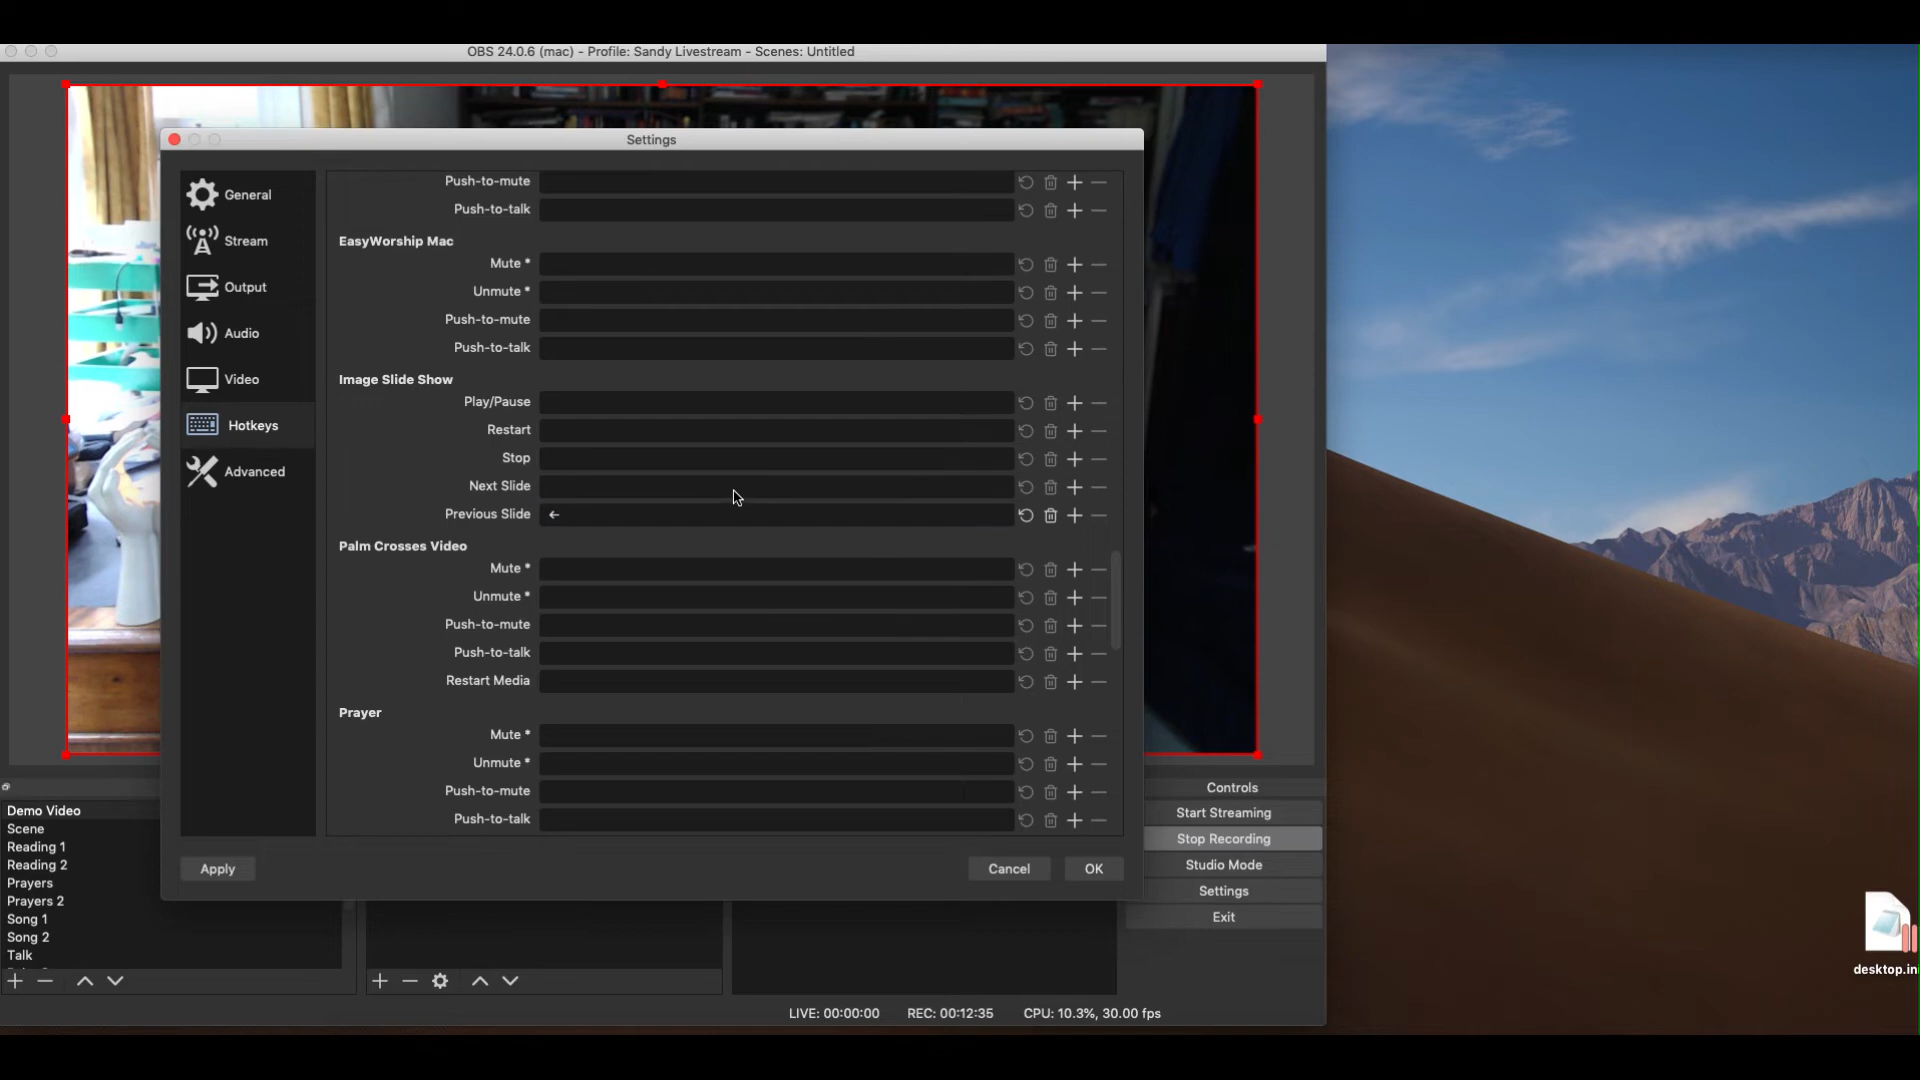 OBS 24.0.6 (mac) - Profile: Sandy Livestream - Scenes: Untitled
Settings
General
Stream
Output
Audio
Video
Hotkeys
Advanced
Push-to-mute
Push-to-talk
EasyWorship Mac
Mute *
Unmute *
Push-to-mute
Push-to-talk
Image Slide Show
Play/Pause
Restart
Stop
Next Slide
Previous Slide ←
Palm Crosses Video
Mute *
Unmute *
Push-to-mute
Push-to-talk
Restart Media
Prayer
Mute *
Unmute *
Push-to-mute
Push-to-talk
Apply
Cancel
OK
Demo Video
Scene
Reading 1
Reading 2
Prayers
Prayers 2
Song 1
Song 2
Talk
Controls
Start Streaming
Stop Recording
Studio Mode
Settings
Exit
LIVE: 00:00:00 REC: 00:12:35 CPU: 10.3%, 30.00 fps
desktop.in